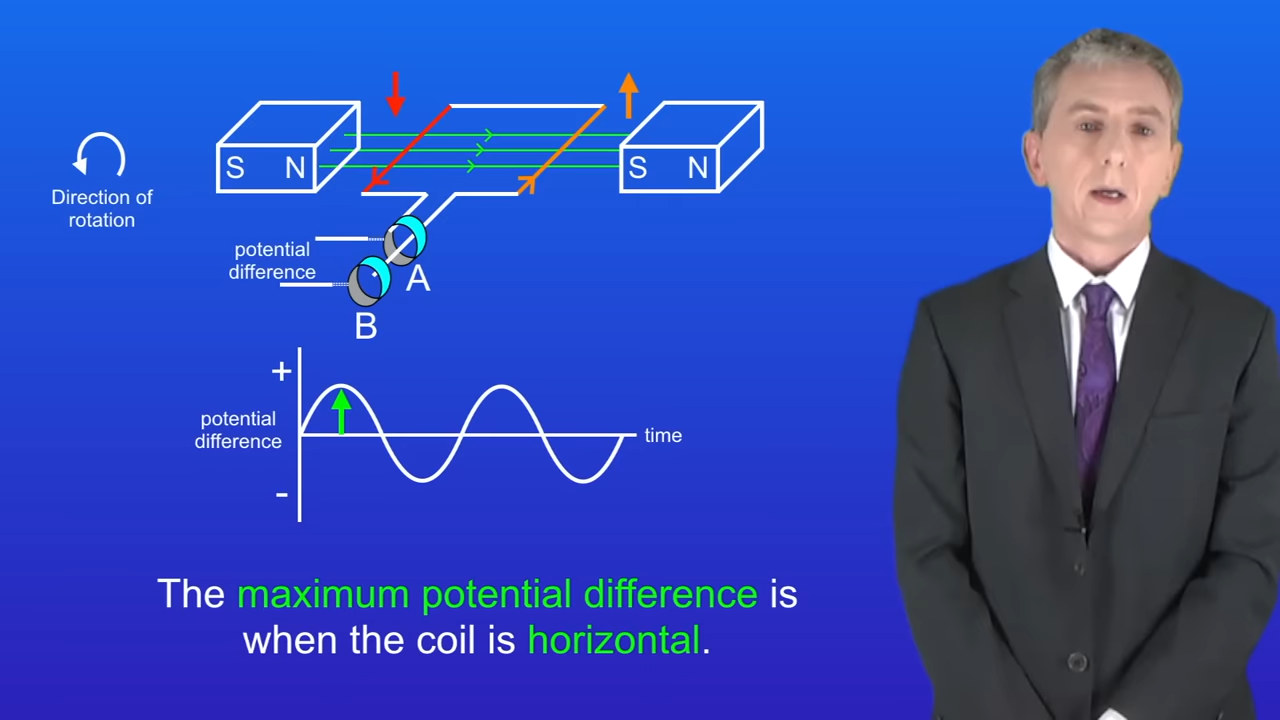 S N
S N
Direction of
rotation
potential
difference
A
B
+
potential
difference
time
-
The maximum potential difference is
when the coil is horizontal.